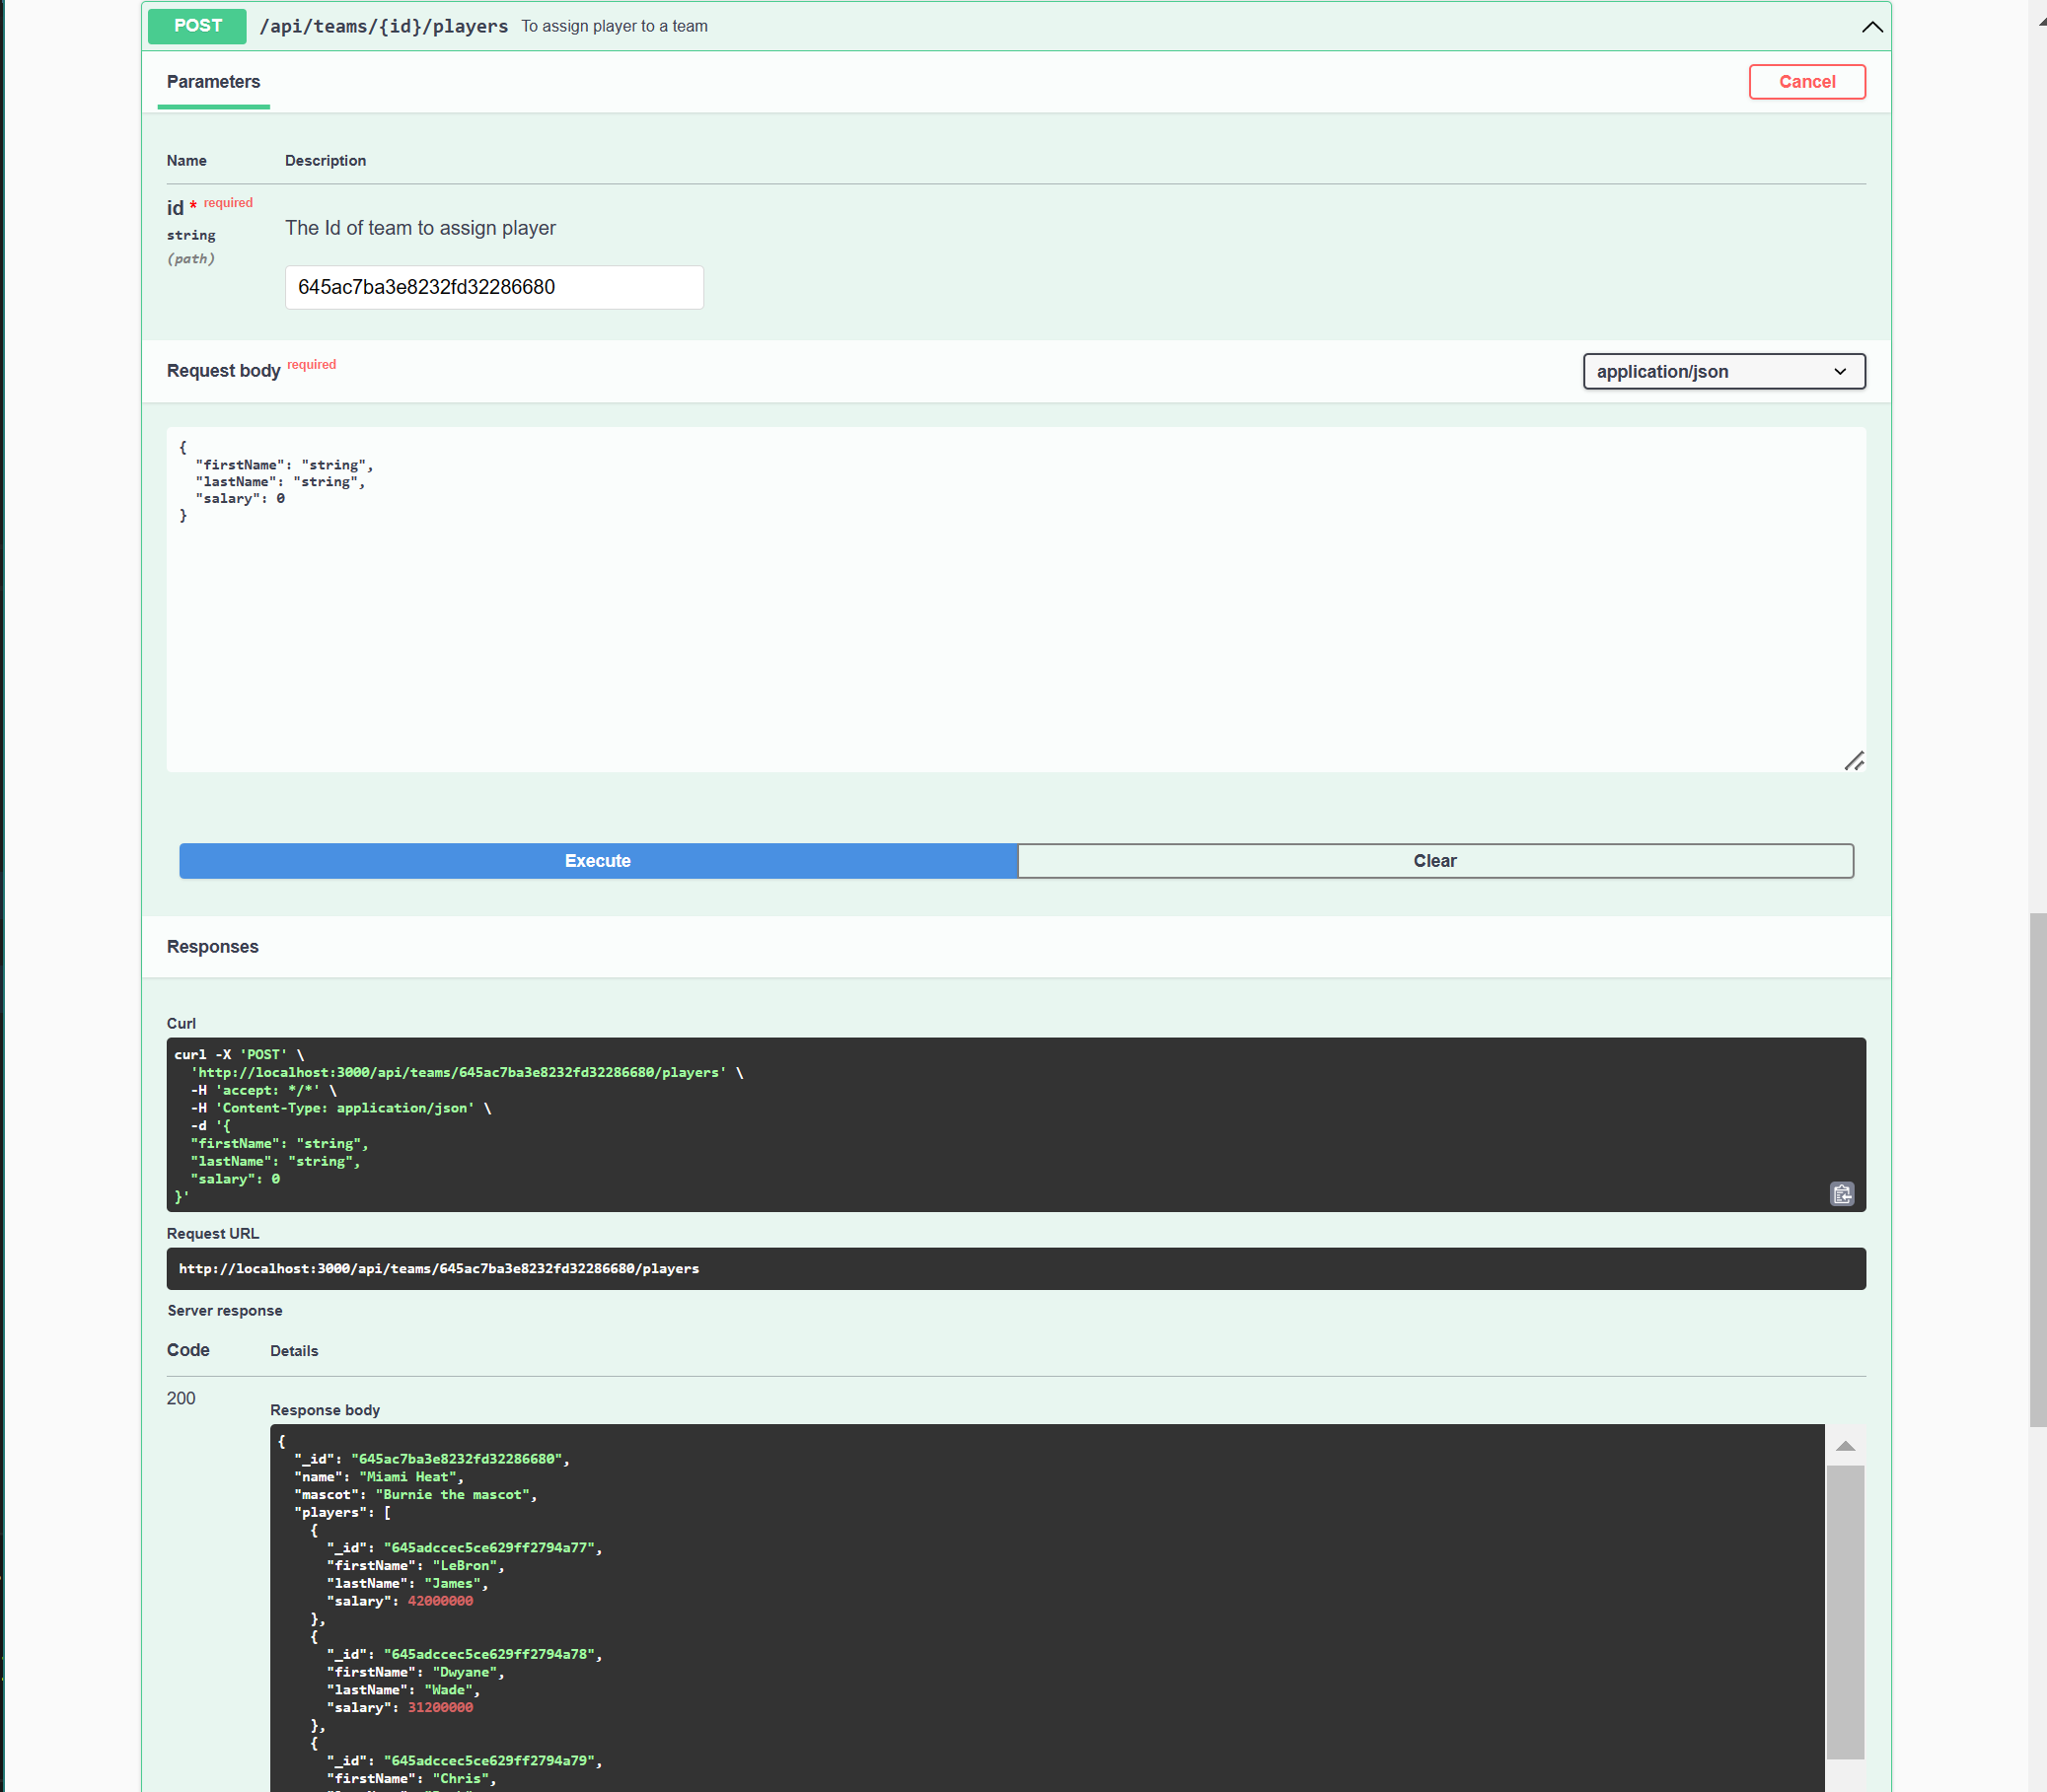 POST /api/teams/{id}/players To assign player to a team
Parameters
Cancel
Name Description
id * required
string
(path)
The Id of team to assign player
645ac7ba3e8232fd32286680
Request body required
application/json
{
  "firstName": "string",
  "lastName": "string",
  "salary": 0
}
Execute
Clear
Responses
Curl
curl -X 'POST' \
  'http://localhost:3000/api/teams/645ac7ba3e8232fd32286680/players' \
  -H 'accept: */*' \
  -H 'Content-Type: application/json' \
  -d '{
  "firstName": "string",
  "lastName": "string",
  "salary": 0
}'
Request URL
http://localhost:3000/api/teams/645ac7ba3e8232fd32286680/players
Server response
Code Details
200
Response body
{
  "_id": "645ac7ba3e8232fd32286680",
  "name": "Miami Heat",
  "mascot": "Burnie the mascot",
  "players": [
    {
      "_id": "645adccec5ce629ff2794a77",
      "firstName": "LeBron",
      "lastName": "James",
      "salary": 42000000
    },
    {
      "_id": "645adccec5ce629ff2794a78",
      "firstName": "Dwyane",
      "lastName": "Wade",
      "salary": 31200000
    },
    {
      "_id": "645adccec5ce629ff2794a79",
      "firstName": "Chris",